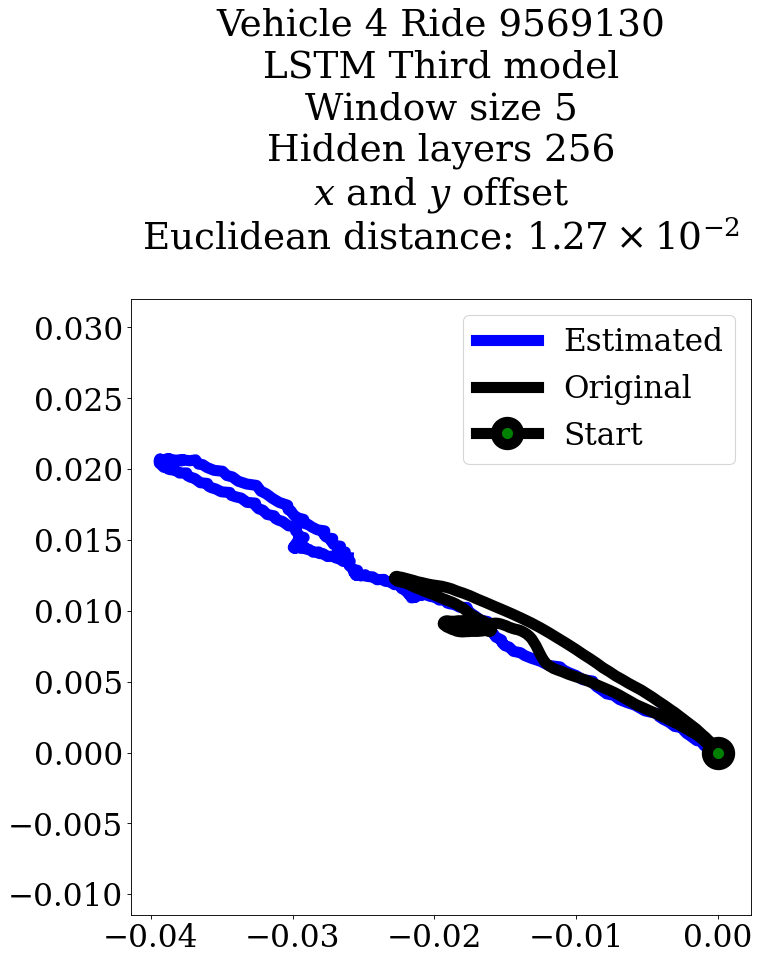 Vehicle 4 Ride 9569130
LSTM Third model
Window size 5
Hidden layers 256
x and y offset
Euclidean distance: 1.27 × 10⁻²
Estimated
Original
Start
0.030
0.025
0.020
0.015
0.010
0.005
0.000
−0.005
−0.010
−0.04 −0.03 −0.02 −0.01 0.00